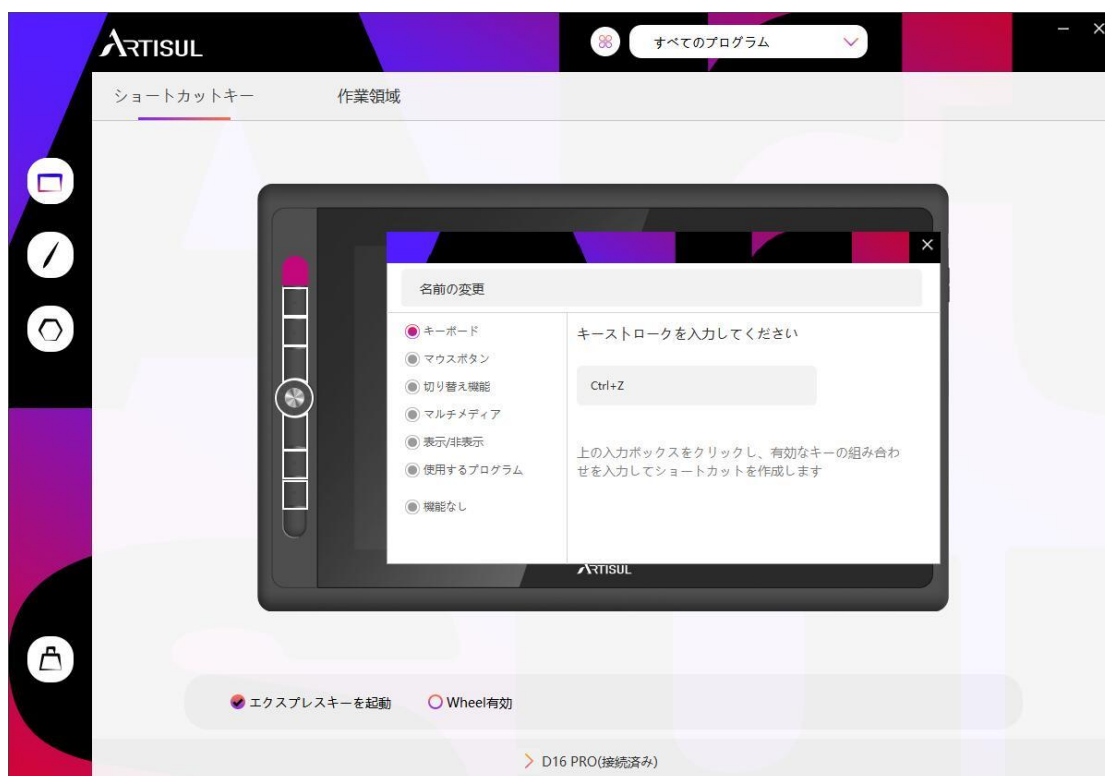 ARTISUL
すべてのプログラム
ショートカットキー
作業領域
名前の変更
キーボード
マウスボタン
切り替え機能
マルチメディア
表示/非表示
使用するプログラム
機能なし
キーストロークを入力してください
Ctrl+Z
上の入力ボックスをクリックし、有効なキーの組み合わ
せを入力してショートカットを作成します
ARTISUL
エクスプレスキーを起動
Wheel有効
D16 PRO(接続済み)